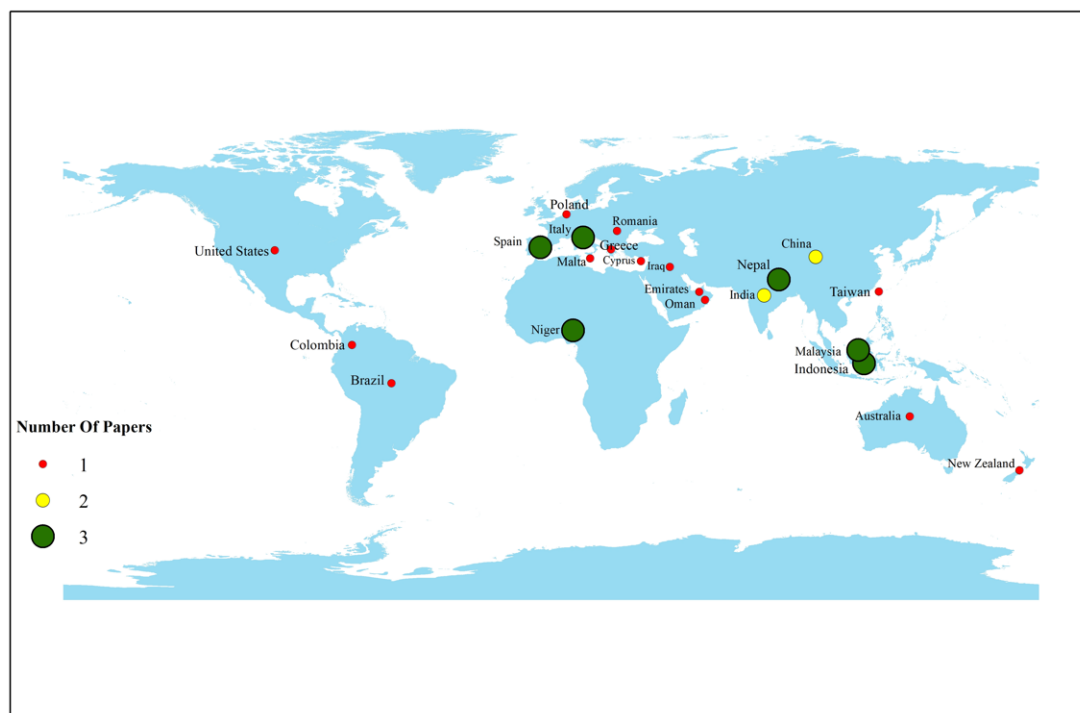 Poland
Romania
Italy
Spain
Greece
China
United States
Malta
Cyprus
Iraq
Nepal
Emirates
India
Taiwan
Oman
Niger
Colombia
Malaysia
Indonesia
Brazil
Australia
Number Of Papers
New Zealand
1
2
3